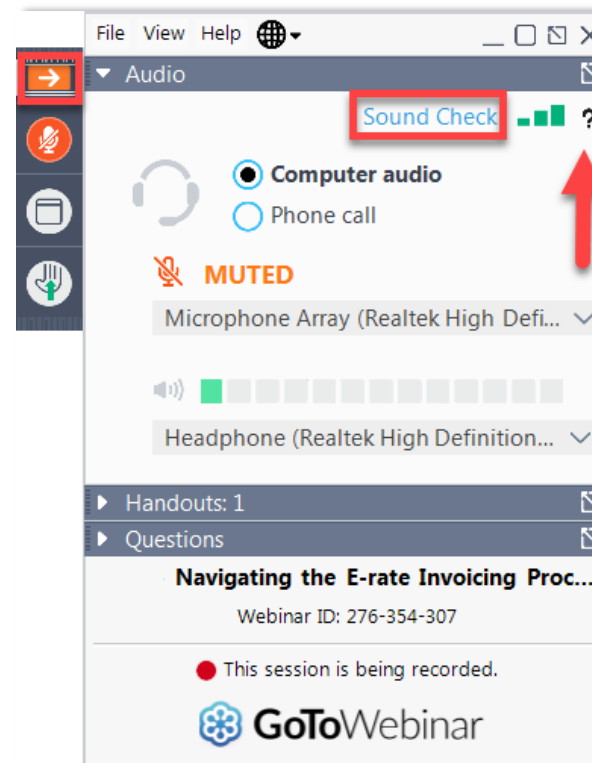 File View Help
Audio
Sound Check ?
Computer audio
Phone call
MUTED
Microphone Array (Realtek High Defi...
Headphone (Realtek High Definition...
Handouts: 1
Questions
Navigating the E-rate Invoicing Proc...
Webinar ID: 276-354-307
This session is being recorded.
GoToWebinar